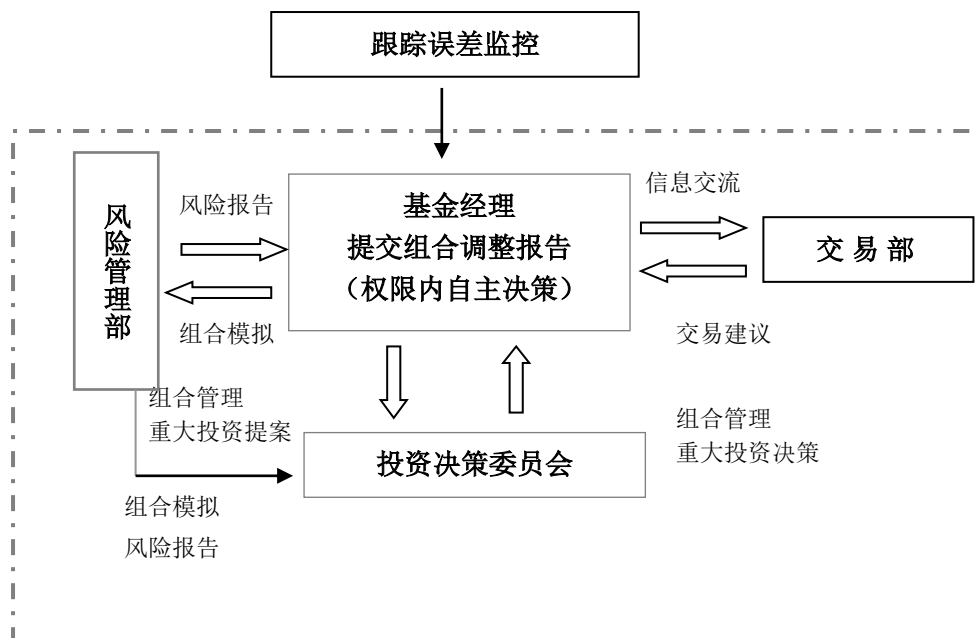 跟踪误差监控
风险管理部
风险报告
组合模拟
基金经理
提交组合调整报告
（权限内自主决策）
信息交流
交易部
交易建议
组合管理
重大投资提案
组合管理
重大投资决策
投资决策委员会
组合模拟
风险报告